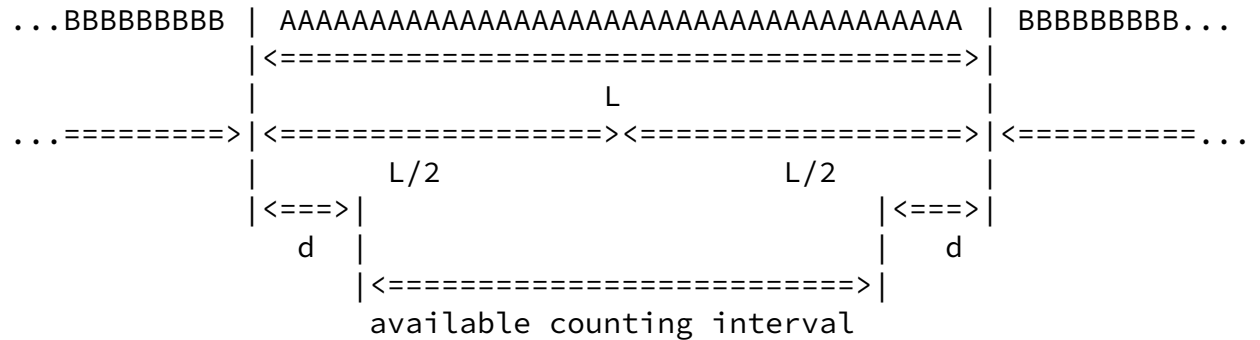 ...BBBBBBBBB | AAAAAAAAAAAAAAAAAAAAAAAAAAAAAAAAAAAAAA | BBBBBBBBB...
|<======================================>|
| L |
...=========>|<==================><==================>|<==========...
| L/2 L/2 |
|<===>| |<===>|
d | | d
|<==========================>|
available counting interval